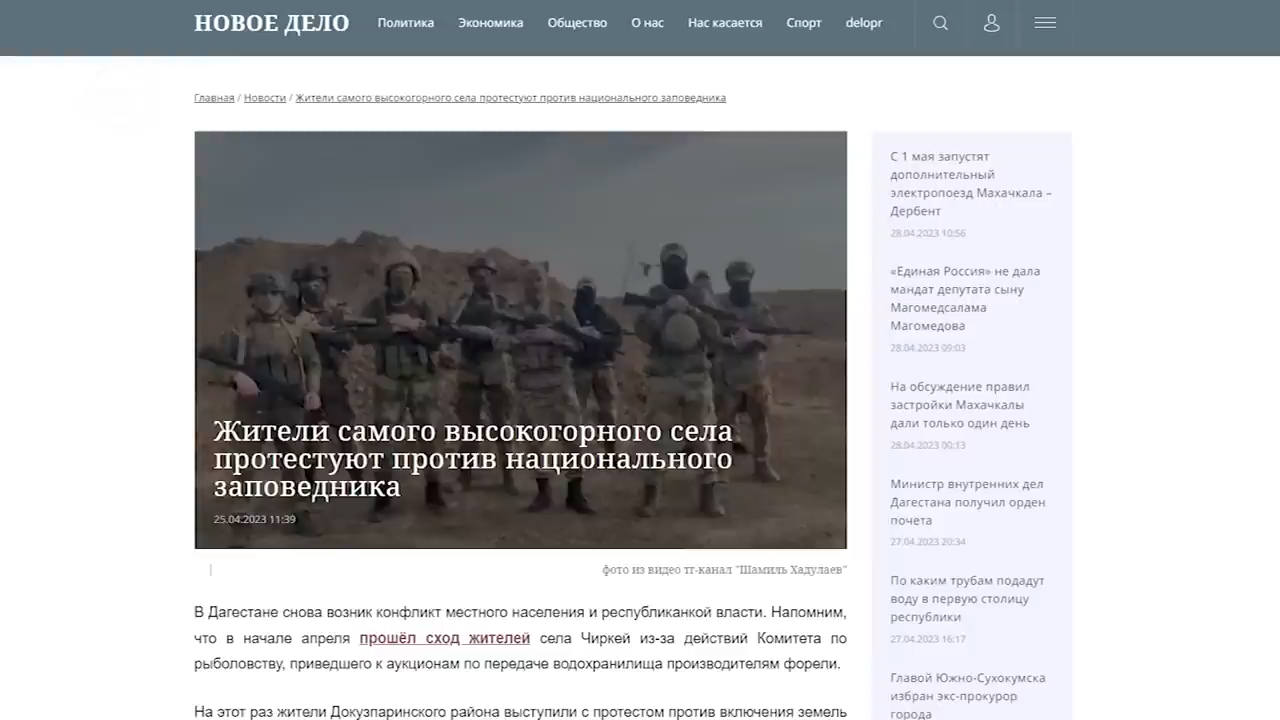 НОВОЕ ДЕЛО
Политика
Экономика
Общество
О нас
Нас касается
Спорт
delopr
Главная / Новости / Жители самого высокогорного села протестуют против национального заповедника
Жители самого высокогорного села
протестуют против национального
заповедника
25.04.2023 11:39
фото из видео тг-канал "Шамиль Хадулаев"
В Дагестане снова возник конфликт местного населения и республиканкой власти. Напомним,
что в начале апреля прошёл сход жителей села Чиркей из-за действий Комитета по
рыболовству, приведшего к аукционам по передаче водохранилища производителям форели.
На этот раз жители Докузпаринского района выступили с протестом против включения земель
С 1 мая запустят
дополнительный
электропоезд Махачкала –
Дербент
28.04.2023 10:56
«Единая Россия» не дала
мандат депутата сыну
Магомедсалама
Магомедова
28.04.2023 09:03
На обсуждение правил
застройки Махачкалы
дали только один день
28.04.2023 00:13
Министр внутренних дел
Дагестана получил орден
почета
27.04.2023 20:34
По каким трубам подадут
воду в первую столицу
республики
27.04.2023 16:17
Главой Южно-Сухокумска
избран экс-прокурор
города